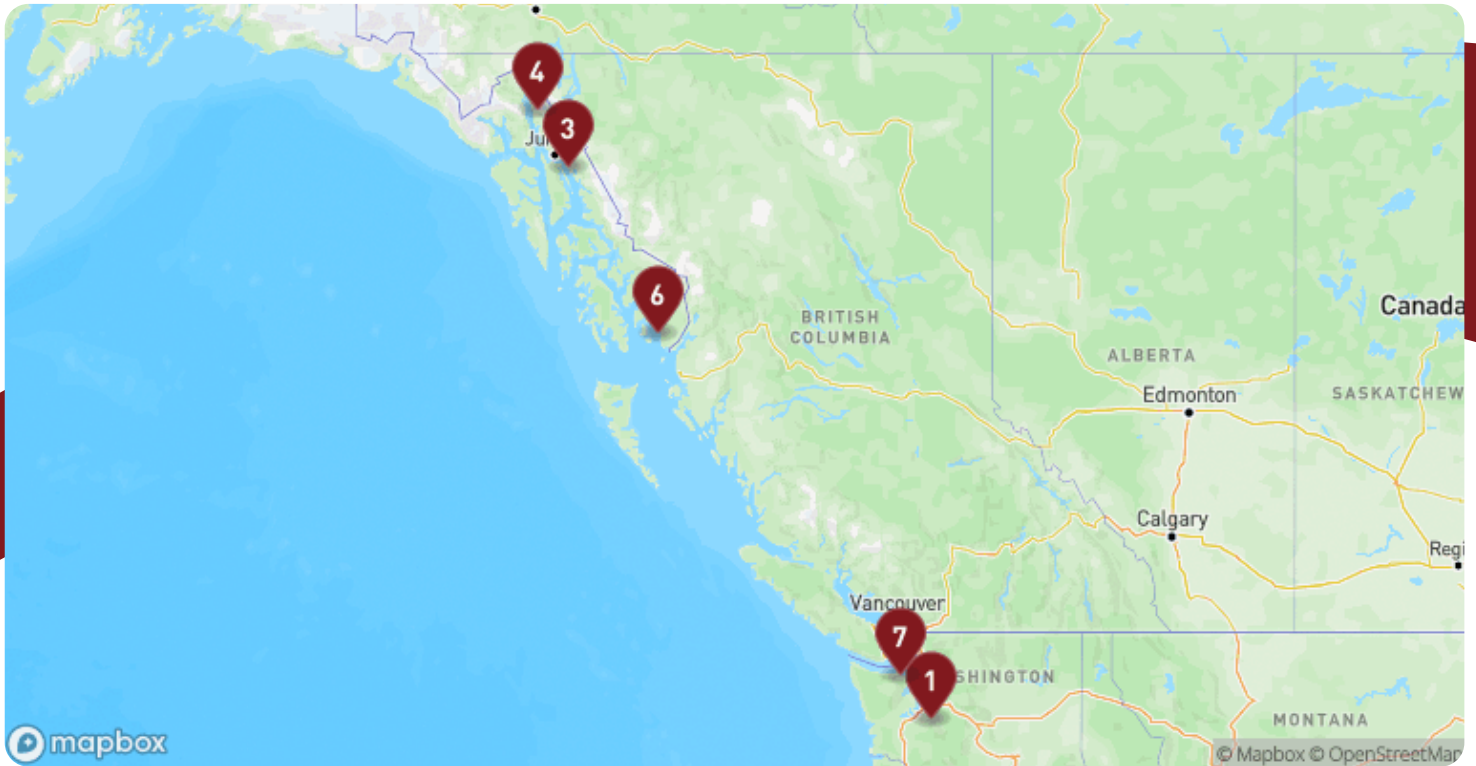 4
3
Ju
6
BRITISH
COLUMBIA
Canada
ALBERTA
Edmonton
SASKATCHEW
Calgary
Regi
Vancouver
7
1
SHINGTON
MONTANA
mapbox
© Mapbox © OpenStreetMap